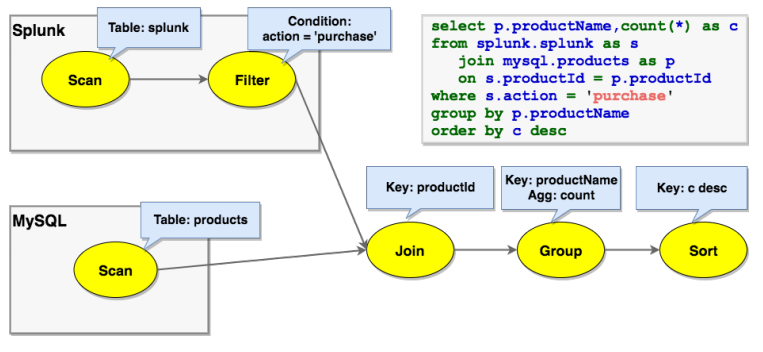 Splunk
Table: splunk
Condition:
action = 'purchase'
Scan
Filter
select p.productName,count(*) as c
from splunk.splunk as s
   join mysql.products as p
   on s.productId = p.productId
where s.action = 'purchase'
group by p.productName
order by c desc
MySQL
Table: products
Scan
Key: productId
Key: productName
Agg: count
Key: c desc
Join
Group
Sort